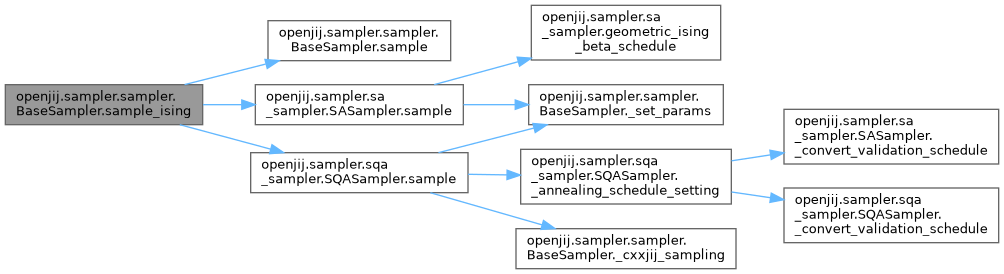 openjij.sampler.sampler.
BaseSampler.sample_ising
openjij.sampler.sampler.
BaseSampler.sample
openjij.sampler.sa
_sampler.SASampler.sample
openjij.sampler.sqa
_sampler.SQASampler.sample
openjij.sampler.sa
_sampler.geometric_ising
_beta_schedule
openjij.sampler.sampler.
BaseSampler._set_params
openjij.sampler.sqa
_sampler.SQASampler.
_annealing_schedule_setting
openjij.sampler.sampler.
BaseSampler._cxxjij_sampling
openjij.sampler.sa
_sampler.SASampler.
_convert_validation_schedule
openjij.sampler.sqa
_sampler.SQASampler.
_convert_validation_schedule